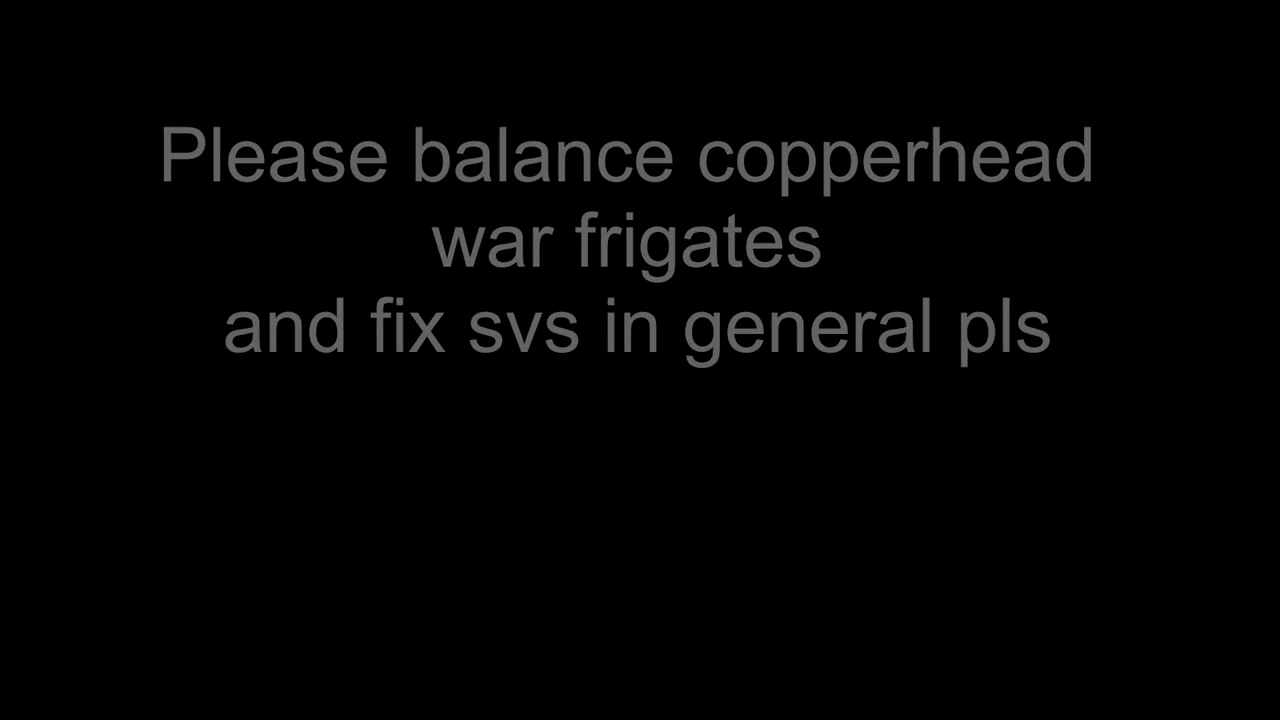 Please balance copperhead
war frigates
and fix svs in general pls